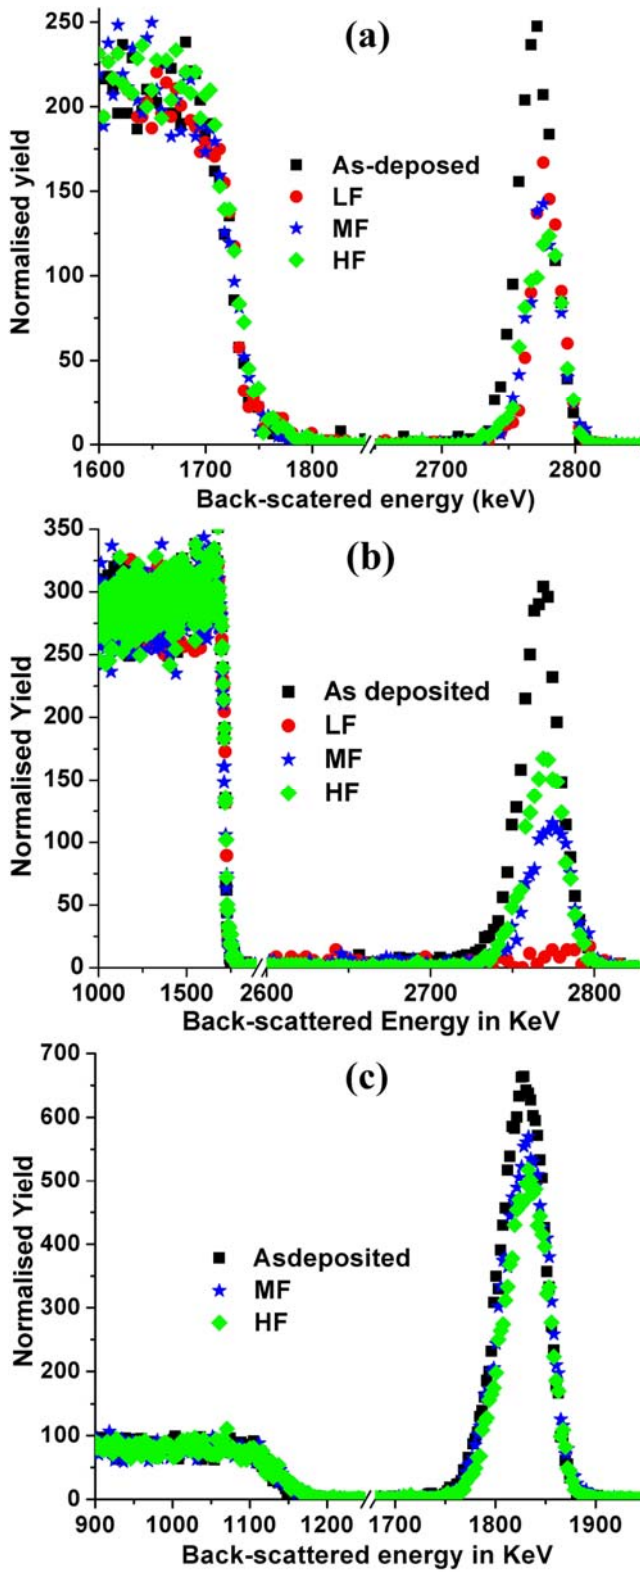 (a)
Normalised yield
250
200
150
100
50
0
As-deposed
LF
MF
HF
1600 1700 1800 2700 2800
Back-scatered energy (keV)
(b)
Normalised Yield
350
300
250
200
150
100
50
0
As deposited
LF
MF
HF
1000 1500 2600 2700 2800
Back-scattered Energy in KeV
(c)
Normalised Yield
700
600
500
400
300
200
100
0
Asdeposited
MF
HF
900 1000 1100 1200 1700 1800 1900
Back-scattered energy in KeV